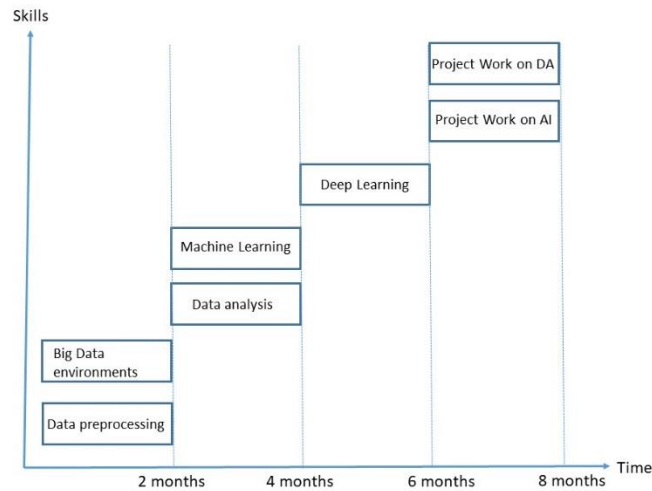 Skills
Project Work on DA
Project Work on AI
Deep Learning
Machine Learning
Data analysis
Big Data
environments
Data preprocessing
Time
2 months
4 months
6 months
8 months